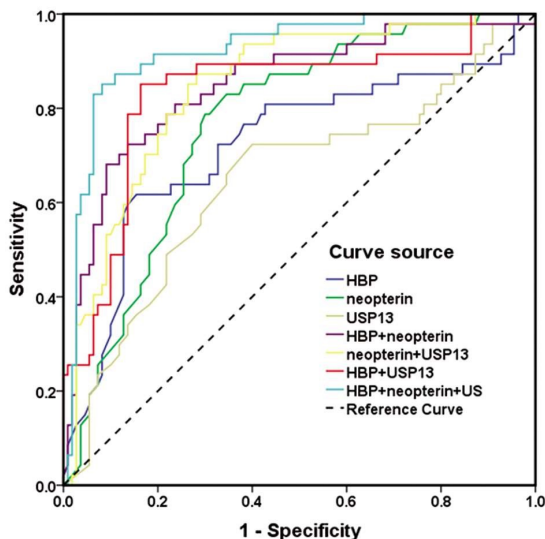 1.0
0.8
0.6
0.4
0.2
0.0
Sensitivity
0.0 0.2 0.4 0.6 0.8 1.0
1 - Specificity
Curve source
HBP
neopterin
USP13
HBP+neopterin
neopterin+USP13
HBP+USP13
HBP+neopterin+US
Reference Curve